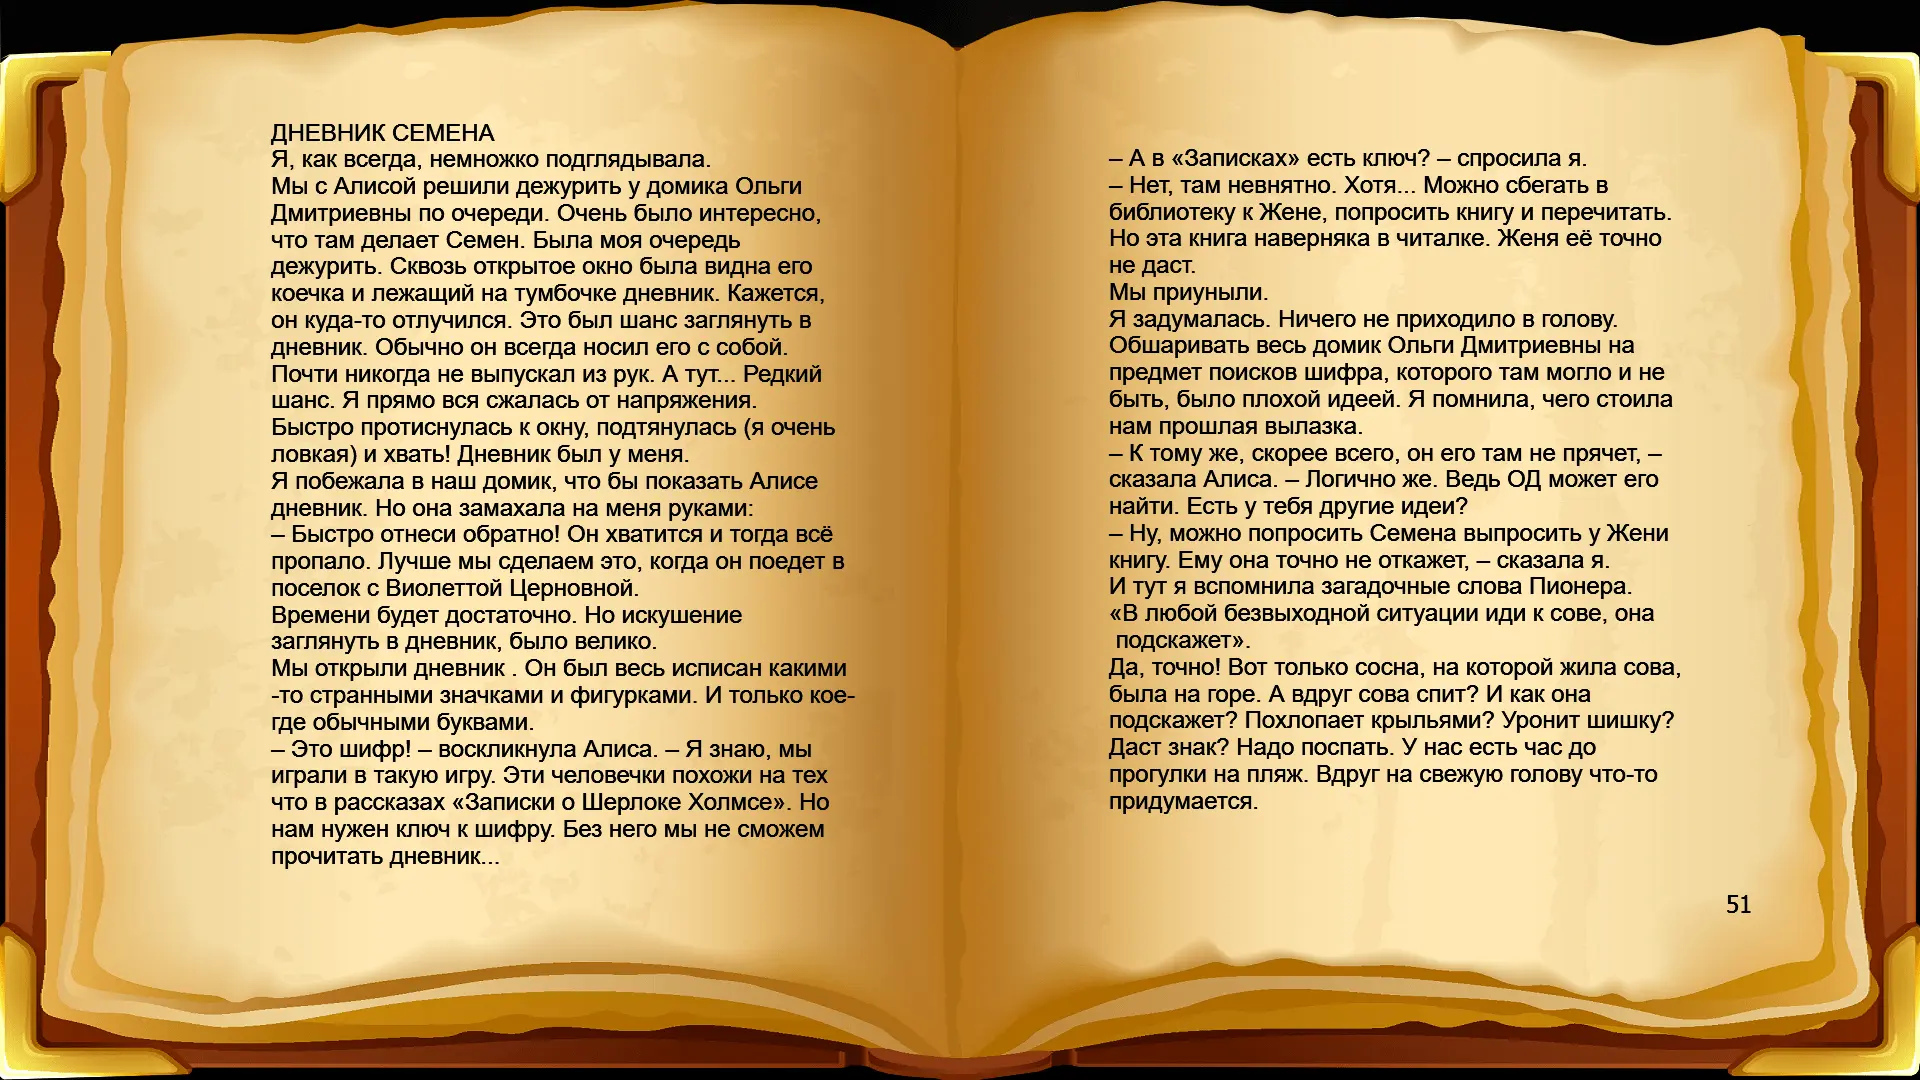 ДНЕВНИК СЕМЕНА
Я, как всегда, немножко подглядывала.
Мы с Алисой решили дежурить у домика Ольги
Дмитриевны по очереди. Очень было интересно,
что там делает Семен. Была моя очередь
дежурить. Сквозь открытое окно была видна его
коечка и лежащий на тумбочке дневник. Кажется,
он куда-то отлучился. Это был шанс заглянуть в
дневник. Обычно он всегда носил его с собой.
Почти никогда не выпускал из рук. А тут... Редкий
шанс. Я прямо вся сжалась от напряжения.
Быстро протиснулась к окну, подтянулась (я очень
ловкая) и хвать! Дневник был у меня.
Я побежала в наш домик, что бы показать Алисе
дневник. Но она замахала на меня руками:
– Быстро отнеси обратно! Он хватится и тогда всё
пропало. Лучше мы сделаем это, когда он поедет в
поселок с Виолеттой Церновной.
Времени будет достаточно. Но искушение
заглянуть в дневник, было велико.
Мы открыли дневник . Он был весь исписан какими
-то странными значками и фигурками. И только кое-
где обычными буквами.
– Это шифр! – воскликнула Алиса. – Я знаю, мы
играли в такую игру. Эти человечки похожи на тех
что в рассказах «Записки о Шерлоке Холмсе». Но
нам нужен ключ к шифру. Без него мы не сможем
прочитать дневник...
– А в «Записках» есть ключ? – спросила я.
– Нет, там невнятно. Хотя... Можно сбегать в
библиотеку к Жене, попросить книгу и перечитать.
Но эта книга наверняка в читалке. Женя её точно
не даст.
Мы приуныли.
Я задумалась. Ничего не приходило в голову.
Обшаривать весь домик Ольги Дмитриевны на
предмет поисков шифра, которого там могло и не
быть, было плохой идеей. Я помнила, чего стоила
нам прошлая вылазка.
– К тому же, скорее всего, он его там не прячет, –
сказала Алиса. – Логично же. Ведь ОД может его
найти. Есть у тебя другие идеи?
– Ну, можно попросить Семена выпросить у Жени
книгу. Ему она точно не откажет, – сказала я.
И тут я вспомнила загадочные слова Пионера.
«В любой безвыходной ситуации иди к сове, она
подскажет».
Да, точно! Вот только сосна, на которой жила сова,
была на горе. А вдруг сова спит? И как она
подскажет? Похлопает крыльями? Уронит шишку?
Даст знак? Надо поспать. У нас есть час до
прогулки на пляж. Вдруг на свежую голову что-то
придумается.
51